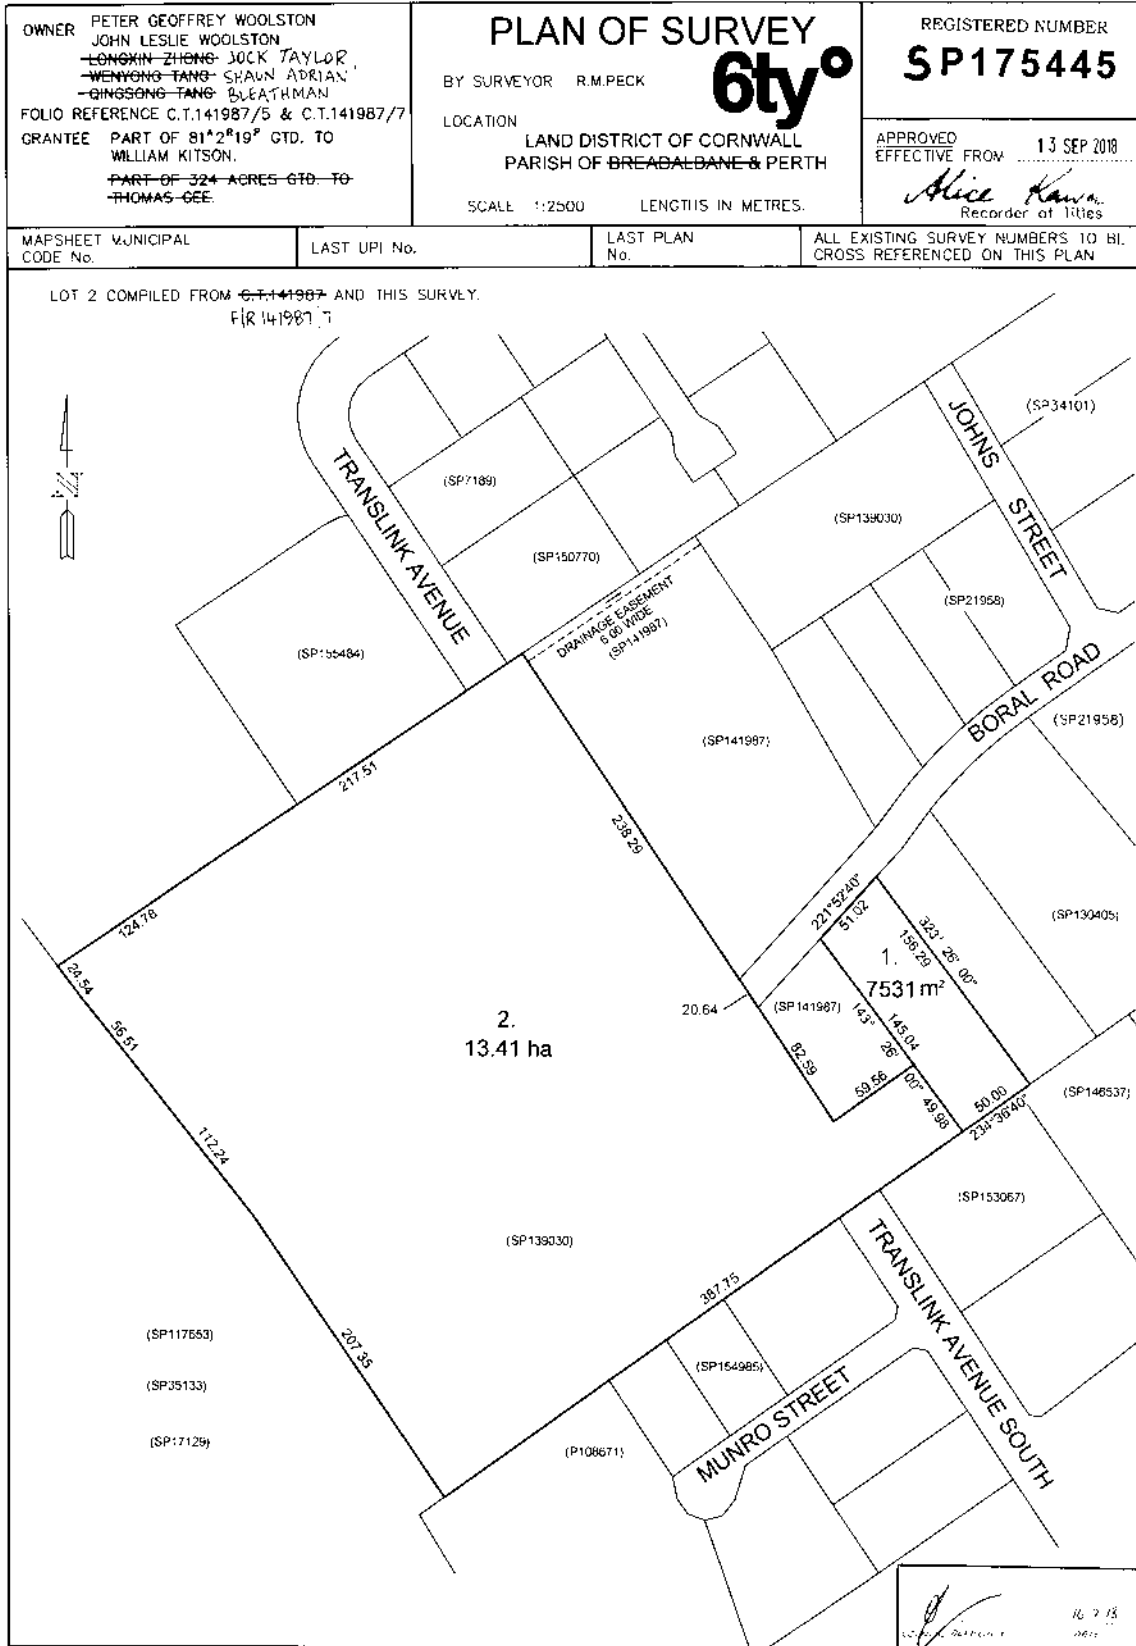 OWNER PETER GEOFFREY WOOLSTON
JOHN LESLIE WOOLSTON
LONGXIN ZHONG JOCK TAYLOR,
WENYONG TANG SHAUN ADRIAN
QINGSONG TANG BLEATHMAN
FOLIO REFERENCE C.T.141987/5 & C.T.141987/7
GRANTEE PART OF 81ᴬ2ᴿ19ᴾ GTD. TO
WILLIAM KITSON.
PART OF 324 ACRES GTD. TO
THOMAS GEE.
PLAN OF SURVEY
BY SURVEYOR R.M.PECK
6ty°
LOCATION
LAND DISTRICT OF CORNWALL
PARISH OF BREADALBANE & PERTH
SCALE 1:2500 LENGTHS IN METRES.
REGISTERED NUMBER
SP175445
APPROVED
EFFECTIVE FROM 13 SEP 2018
Alice Kawa
Recorder of Titles
MAPSHEET MUNICIPAL
CODE No.
LAST UPI No.
LAST PLAN
No.
ALL EXISTING SURVEY NUMBERS TO BE
CROSS REFERENCED ON THIS PLAN
LOT 2 COMPILED FROM C.T.141987 AND THIS SURVEY.
F/R 141987/7
JOHNS STREET
(SP34101)
TRANSLINK AVENUE
(SP7189)
(SP139030)
(SP150770)
DRAINAGE EASEMENT
6.00 WIDE
(SP141987)
(SP21958)
(SP155484)
BORAL ROAD
(SP21958)
(SP141987)
217.51
238.29
124.78
221°52'40"
51.02
323° 26' 00"
156.29
(SP130405)
24.54
1.
7531m²
56.51
20.64
(SP141987)
143° 26' 00"
145.04
2.
13.41 ha
82.59
59.56
49.98
50.00
234°36'40"
(SP146537)
112.24
(SP153067)
(SP139030)
387.75
TRANSLINK AVENUE SOUTH
(SP117653)
207.35
(SP154985)
(SP35133)
MUNRO STREET
(SP17129)
(P108671)
16.7.18
DATE